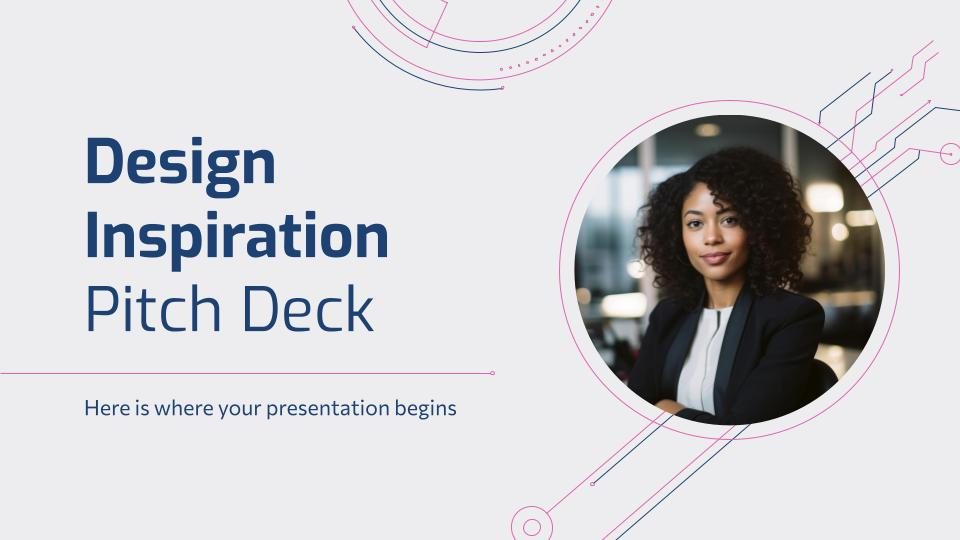 Design
Inspiration
Pitch Deck
Here is where your presentation begins